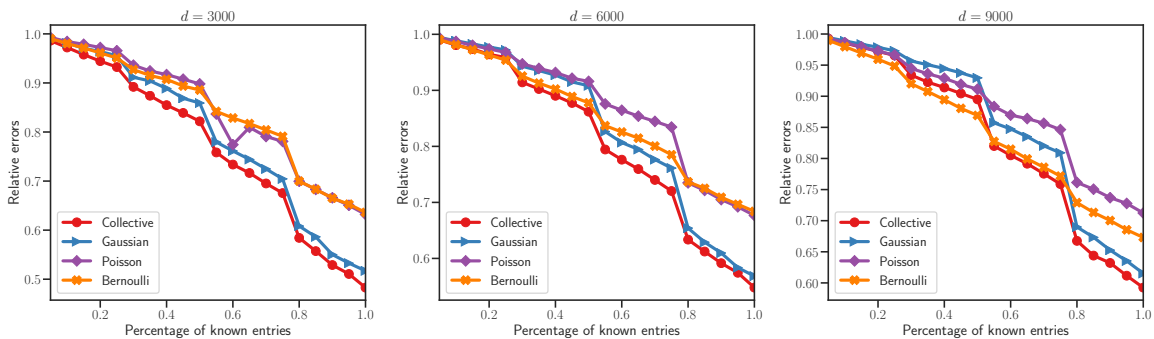 d = 3000
1.0
0.9
0.8
0.7
0.6
0.5
Relative errors
Collective
Gaussian
Poisson
Bernoulli
0.2 0.4 0.6 0.8 1.0
Percentage of known entries
d = 6000
1.0
0.9
0.8
0.7
0.6
Relative errors
Collective
Gaussian
Poisson
Bernoulli
0.2 0.4 0.6 0.8 1.0
Percentage of known entries
d = 9000
1.00
0.95
0.90
0.85
0.80
0.75
0.70
0.65
0.60
Relative errors
Collective
Gaussian
Poisson
Bernoulli
0.2 0.4 0.6 0.8 1.0
Percentage of known entries